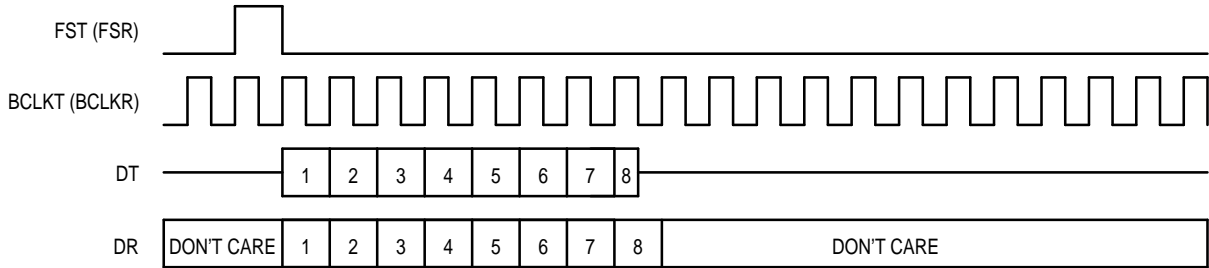 FST (FSR)
BCLKT (BCLKR)
DT 1 2 3 4 5 6 7 8
DR DON'T CARE 1 2 3 4 5 6 7 8 DON'T CARE